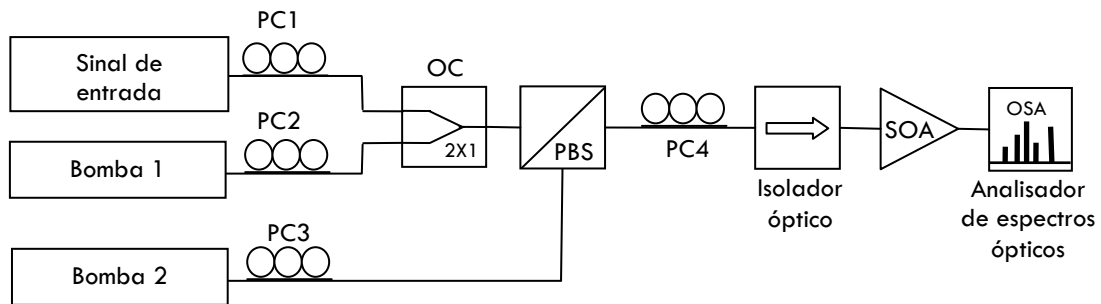 PC1
Sinal de
entrada
OC
PC2
2X1
Bomba 1
PBS
PC4
SOA
OSA
Isolador
óptico
Analisador
de espectros
ópticos
PC3
Bomba 2